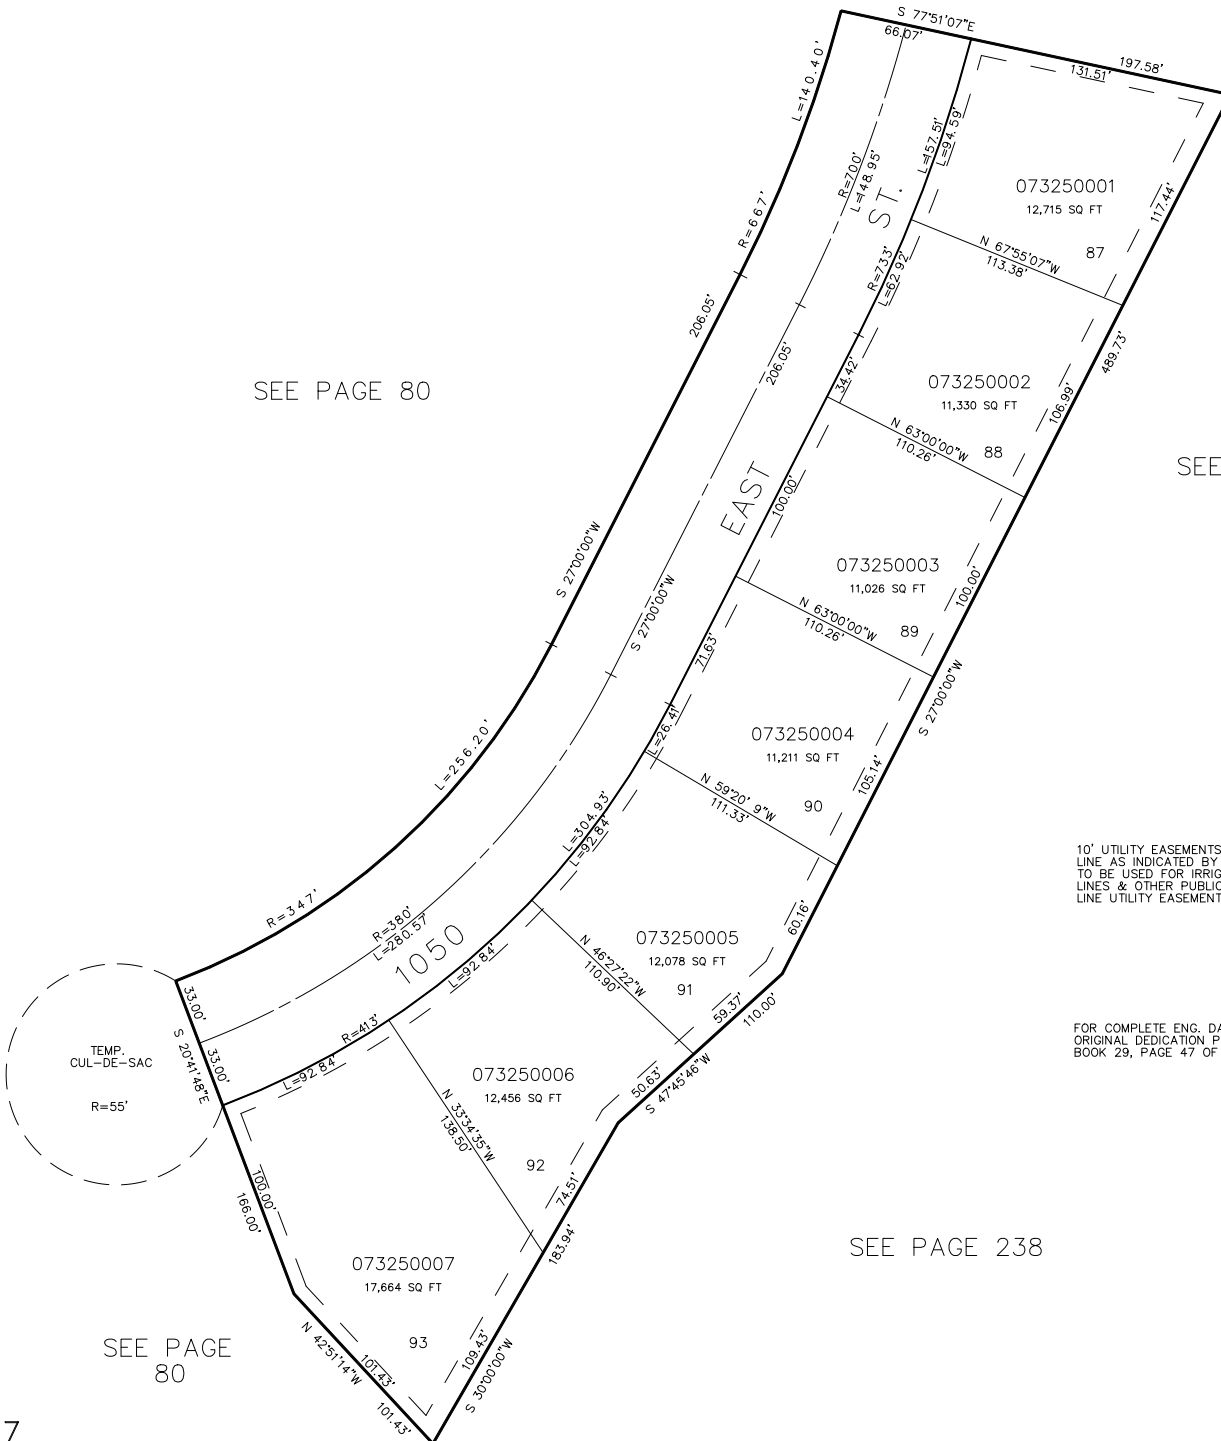 S 77°51'07"E
66.07'
197.58'
131.51'
L=140.40'
R=667'
R=700'
L=148.95'
L=157.51'
L=94.59'
ST.
073250001
12,715 SQ FT
87
117.44'
N 67°55'07"W
113.38'
R=733'
L=62.92'
206.05'
206.05'
34.42'
489.73'
SEE PAGE 80
073250002
11,330 SQ FT
88
106.99'
N 63°00'00"W
110.26'
SEE
EAST
100.00'
S 27°00'00"W
S 27°00'00"W
073250003
11,026 SQ FT
89
100.00'
N 63°00'00"W
110.26'
71.63'
S 27°00'00"W
L=26.41'
073250004
11,211 SQ FT
90
105.14'
N 59°20' 9"W
111.33'
L=256.20'
L=304.93'
L=92.84'
10' UTILITY EASEMENTS
LINE AS INDICATED BY
TO BE USED FOR IRRIG
LINES & OTHER PUBLIC
LINE UTILITY EASEMENT
R=347'
R=380'
L=280.57'
1050
L=92.84'
60.16'
073250005
12,078 SQ FT
91
N 46°27'22"W
110.90'
59.37'
110.00'
33.00'
33.00'
S 20°41'48"E
R=413'
L=92.84'
TEMP.
CUL-DE-SAC
R=55'
FOR COMPLETE ENG. DA
ORIGINAL DEDICATION P
BOOK 29, PAGE 47 OF
073250006
12,456 SQ FT
92
50.63'
S 47°45'46"W
N 33°34'35"W
138.50'
74.51'
183.94'
100.00'
166.00'
SEE PAGE 238
073250007
17,664 SQ FT
93
109.43'
S 30°00'00"W
N 42°51'14"W
101.43'
101.43'
SEE PAGE
80
7